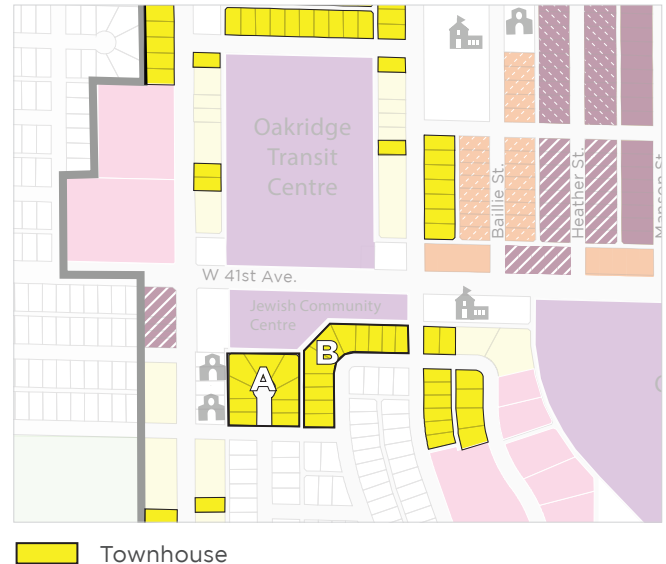 Oakridge
Transit
Centre
Baillie St.
Heather St.
Manson St.
W 41st Ave.
Jewish Community
Centre
B
A
Townhouse